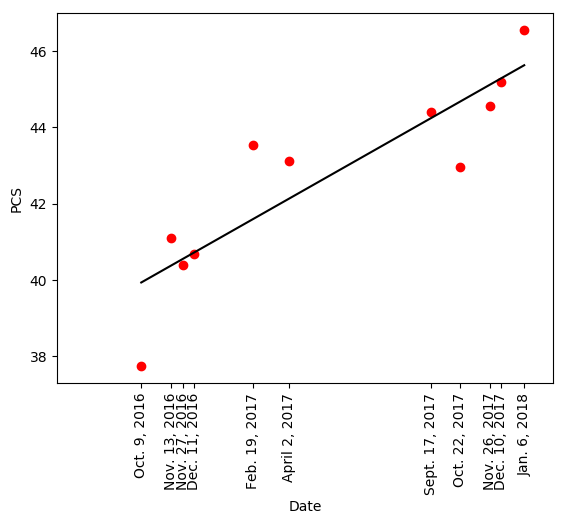 46
44
42
40
38
PCS
Oct. 9, 2016
Nov. 13, 2016
Nov. 27, 2016
Dec. 11, 2016
Feb. 19, 2017
April 2, 2017
Sept. 17, 2017
Oct. 22, 2017
Nov. 26, 2017
Dec. 10, 2017
Jan. 6, 2018
Date